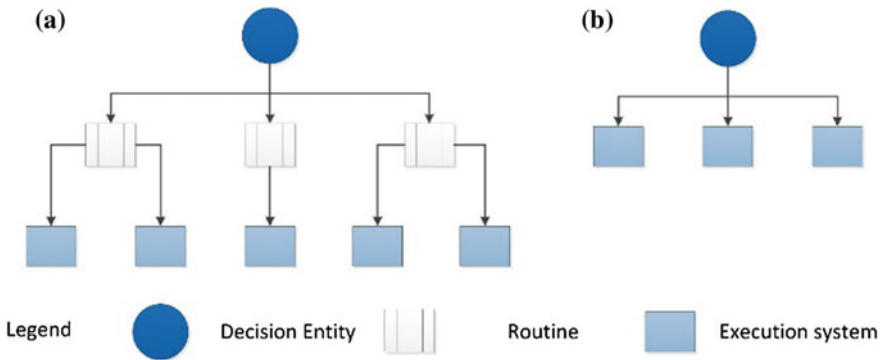 (a)
(b)
Legend
Decision Entity
Routine
Execution system